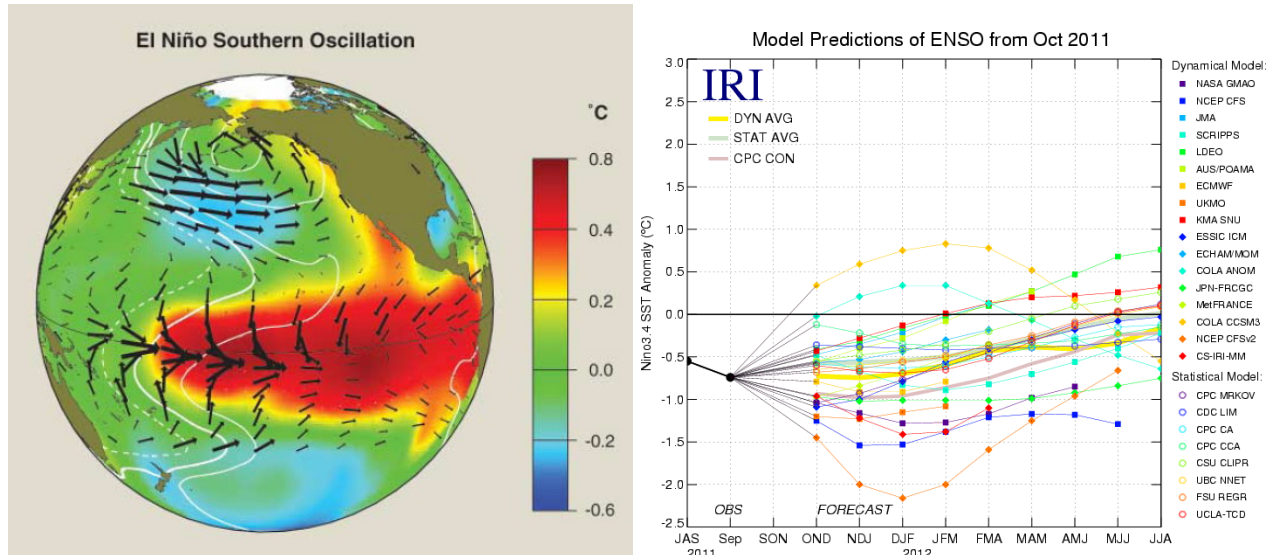 El Niño Southern Oscillation
°C
0.8
0.4
0.2
0.0
-0.2
-0.6
Model Predictions of ENSO from Oct 2011
IRI
DYN AVG
STAT AVG
CPC CON
Nino3.4 SST Anomaly (°C)
3.0
2.5
2.0
1.5
1.0
0.5
0.0
-0.5
-1.0
-1.5
-2.0
-2.5
OBS
FORECAST
JAS Sep SON OND NDJ DJF JFM FMA MAM AMJ MJJ JJA
2011 2012
Dynamical Model:
NASA GMAO
NCEP CFS
JMA
SCRIPPS
LDEO
AUS/POAMA
ECMWF
UKMO
KMA SNU
ESSIC ICM
ECHAM/MOM
COLA ANOM
JPN-FRCGC
MetFRANCE
COLA CCSM3
NCEP CFSv2
CS-IRI-MM
Statistical Model:
CPC MRKOV
CDC LIM
CPC CA
CPC CCA
CSU CLIPR
UBC NNET
FSU REGR
UCLA-TCD